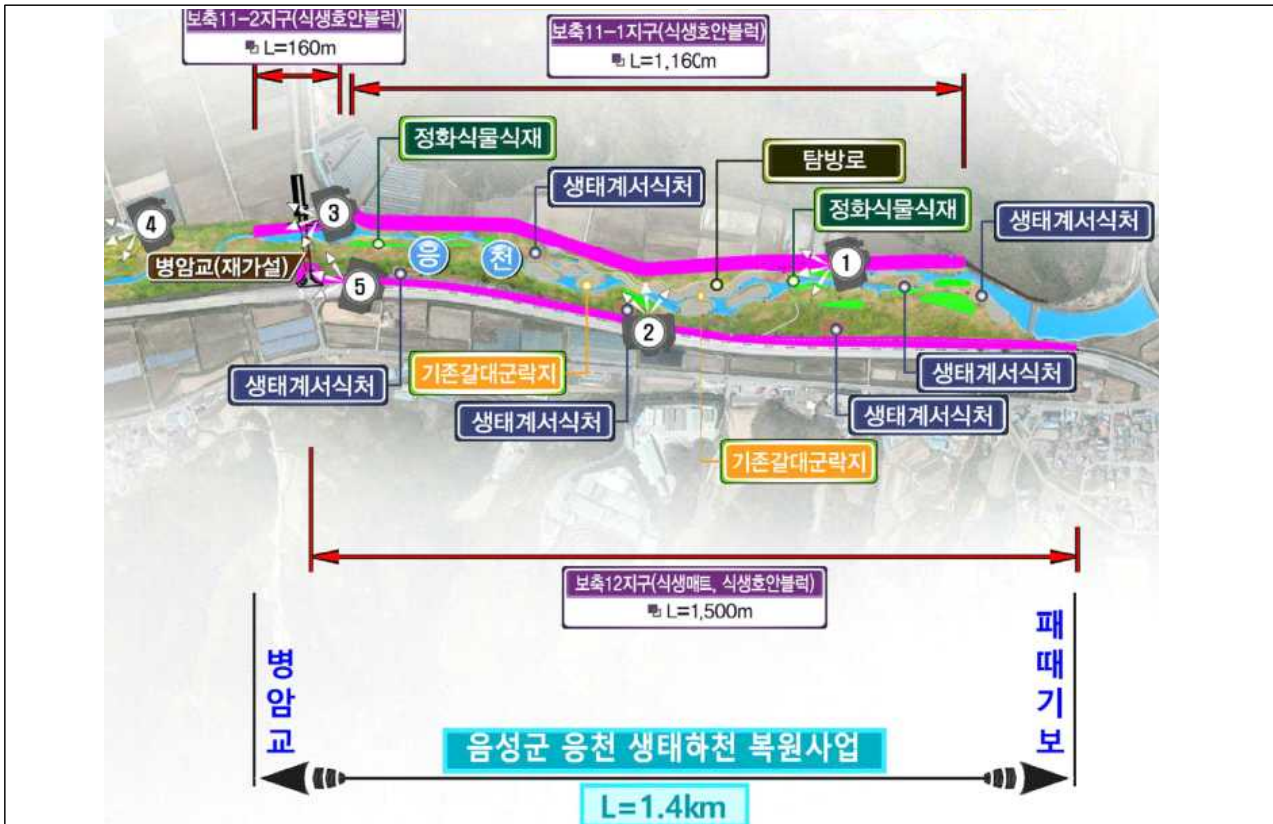 보축11-2지구(식생호안블럭)
L=160m
보축11-1지구(식생호안블럭)
L=1,160m
정화식물식재
생태계서식처
탐방로
정화식물식재
생태계서식처
4
3
병암교(재가설)
응
천
1
5
2
생태계서식처
기존갈대군락지
생태계서식처
생태계서식처
생태계서식처
기존갈대군락지
보축12지구(식생매트, 식생호안블럭)
L=1,500m
병암교
패때기보
음성군 응천 생태하천 복원사업
L=1.4km